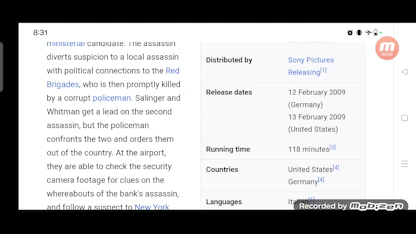 8:31
ministerial candidate. The assassin
diverts suspicion to a local assassin
with political connections to the Red
Brigades, who is then promptly killed
by a corrupt policeman. Salinger and
Whitman get a lead on the second
assassin, but the policeman
confronts the two and orders them
out of the country. At the airport,
they are able to check the security
camera footage for clues on the
whereabouts of the bank's assassin,
and follow a suspect to New York
Distributed by Sony Pictures
Releasing[1]
Release dates 12 February 2009
(Germany)
13 February 2009
(United States)
Running time 118 minutes[3]
Countries United States[4]
Germany[4]
Languages
Recorded by Mobizen